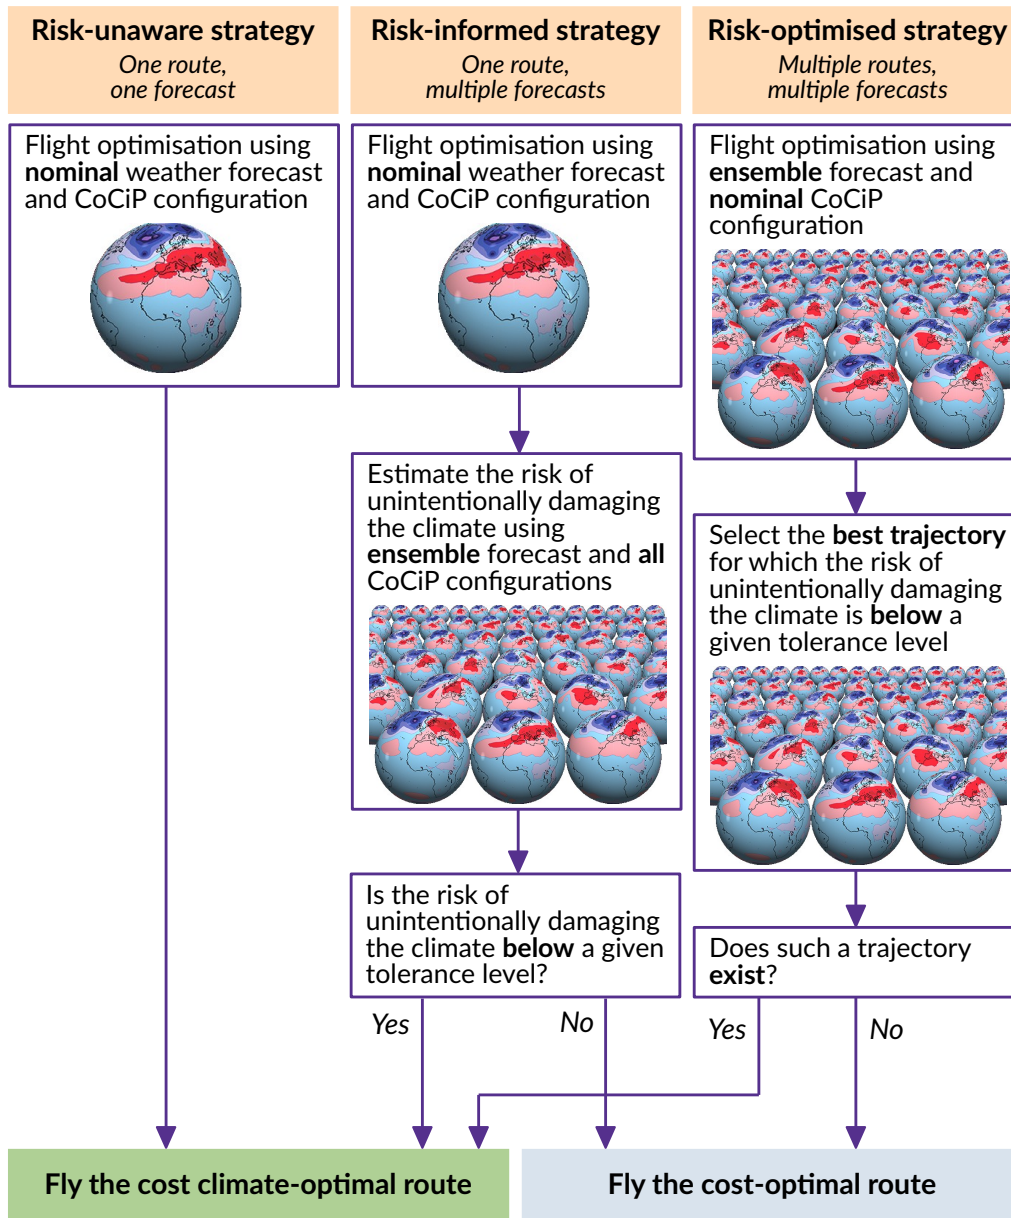 Risk-unaware strategy
One route,
one forecast
Flight optimisation using
nominal weather forecast
and CoCiP configuration
Risk-informed strategy
One route,
multiple forecasts
Flight optimisation using
nominal weather forecast
and CoCiP configuration
Estimate the risk of
unintentionally damaging
the climate using
ensemble forecast and all
CoCiP configurations
Is the risk of
unintentionally damaging
the climate below a given
tolerance level?
Yes
No
Risk-optimised strategy
Multiple routes,
multiple forecasts
Flight optimisation using
ensemble forecast and
nominal CoCiP
configuration
Select the best trajectory
for which the risk of
unintentionally damaging
the climate is below a
given tolerance level
Does such a trajectory
exist?
Yes
No
Fly the cost climate-optimal route
Fly the cost-optimal route